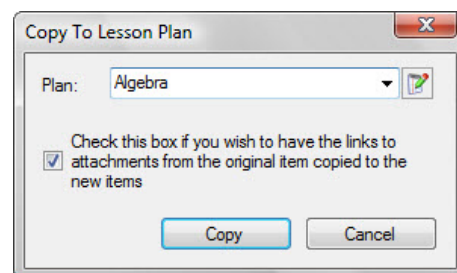 Copy To Lesson Plan
Plan: Algebra
Check this box if you wish to have the links to
attachments from the original item copied to the
new items
Copy Cancel